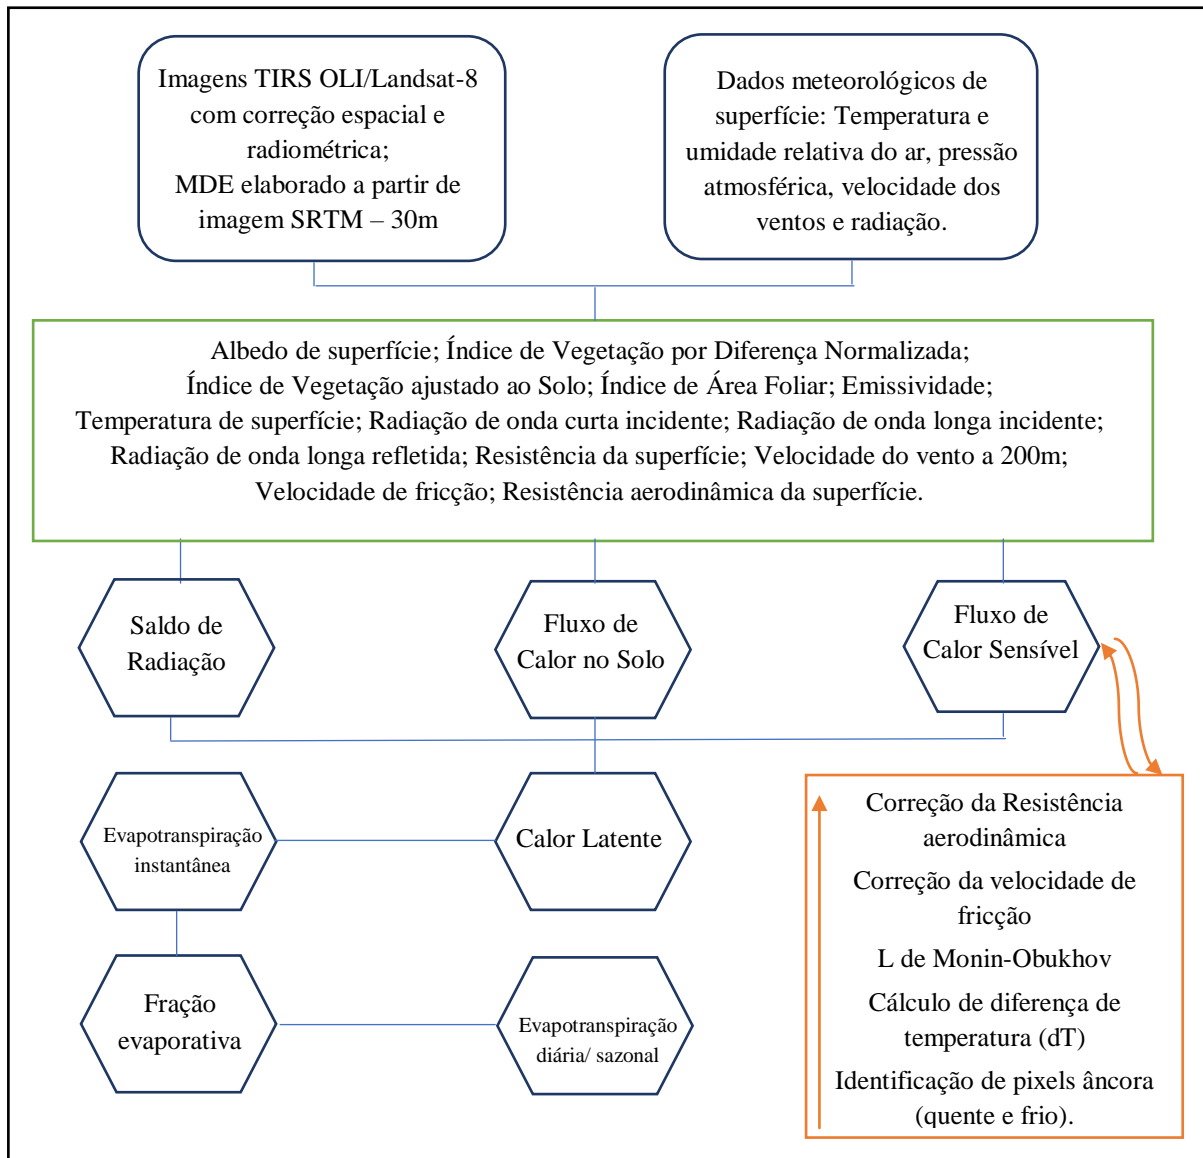 Imagens TIRS OLI/Landsat-8
com correção espacial e
radiométrica;
MDE elaborado a partir de
imagem SRTM – 30m
Dados meteorológicos de
superfície: Temperatura e
umidade relativa do ar, pressão
atmosférica, velocidade dos
ventos e radiação.
Albedo de superfície; Índice de Vegetação por Diferença Normalizada;
Índice de Vegetação ajustado ao Solo; Índice de Área Foliar; Emissividade;
Temperatura de superfície; Radiação de onda curta incidente; Radiação de onda longa incidente;
Radiação de onda longa refletida; Resistência da superfície; Velocidade do vento a 200m;
Velocidade de fricção; Resistência aerodinâmica da superfície.
Saldo de
Radiação
Fluxo de
Calor no Solo
Fluxo de
Calor Sensível
Evapotranspiração
instantânea
Calor Latente
Fração
evaporativa
Evapotranspiração
diária/ sazonal
Correção da Resistência
aerodinâmica
Correção da velocidade de
fricção
L de Monin-Obukhov
Cálculo de diferença de
temperatura (dT)
Identificação de pixels âncora
(quente e frio).